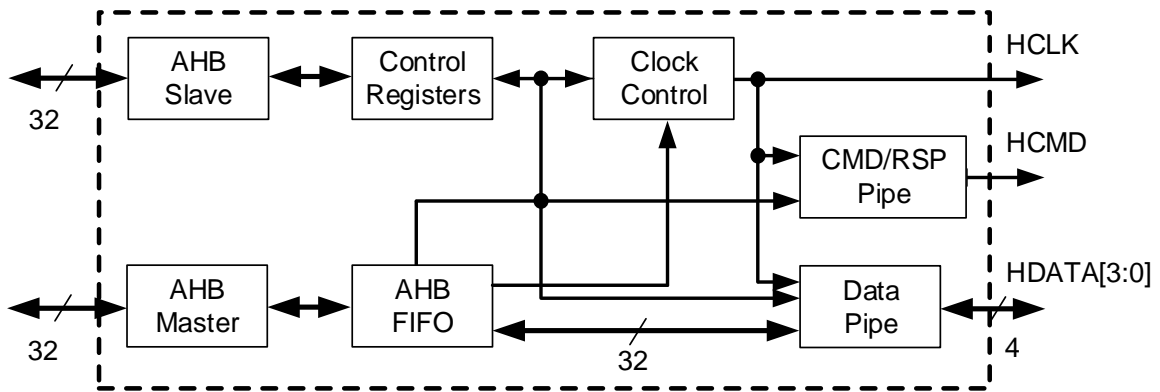 AHB
Slave
Control
Registers
Clock
Control
HCLK
32
CMD/RSP
Pipe
HCMD
AHB
Master
AHB
FIFO
Data
Pipe
HDATA[3:0]
32
32
4